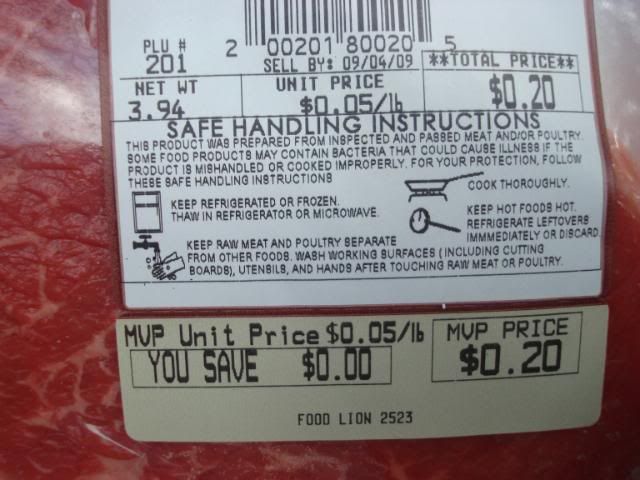 PLU #
201
2 00201 80020 5
SELL BY: 09/04/09
**TOTAL PRICE**
$0.20
NET WT
3.94
UNIT PRICE
$0.05/lb
SAFE HANDLING INSTRUCTIONS
THIS PRODUCT WAS PREPARED FROM INSPECTED AND PASSED MEAT AND/OR POULTRY.
SOME FOOD PRODUCTS MAY CONTAIN BACTERIA THAT COULD CAUSE ILLNESS IF THE
PRODUCT IS MISHANDLED OR COOKED IMPROPERLY. FOR YOUR PROTECTION, FOLLOW
THESE SAFE HANDLING INSTRUCTIONS
KEEP REFRIGERATED OR FROZEN.
THAW IN REFRIGERATOR OR MICROWAVE.
COOK THOROUGHLY.
KEEP RAW MEAT AND POULTRY SEPARATE
FROM OTHER FOODS. WASH WORKING SURFACES (INCLUDING CUTTING
BOARDS), UTENSILS, AND HANDS AFTER TOUCHING RAW MEAT OR POULTRY.
KEEP HOT FOODS HOT.
REFRIGERATE LEFTOVERS
IMMMEDIATELY OR DISCARD.
MVP Unit Price $0.05/lb
YOU SAVE $0.00
MVP PRICE
$0.20
FOOD LION 2523